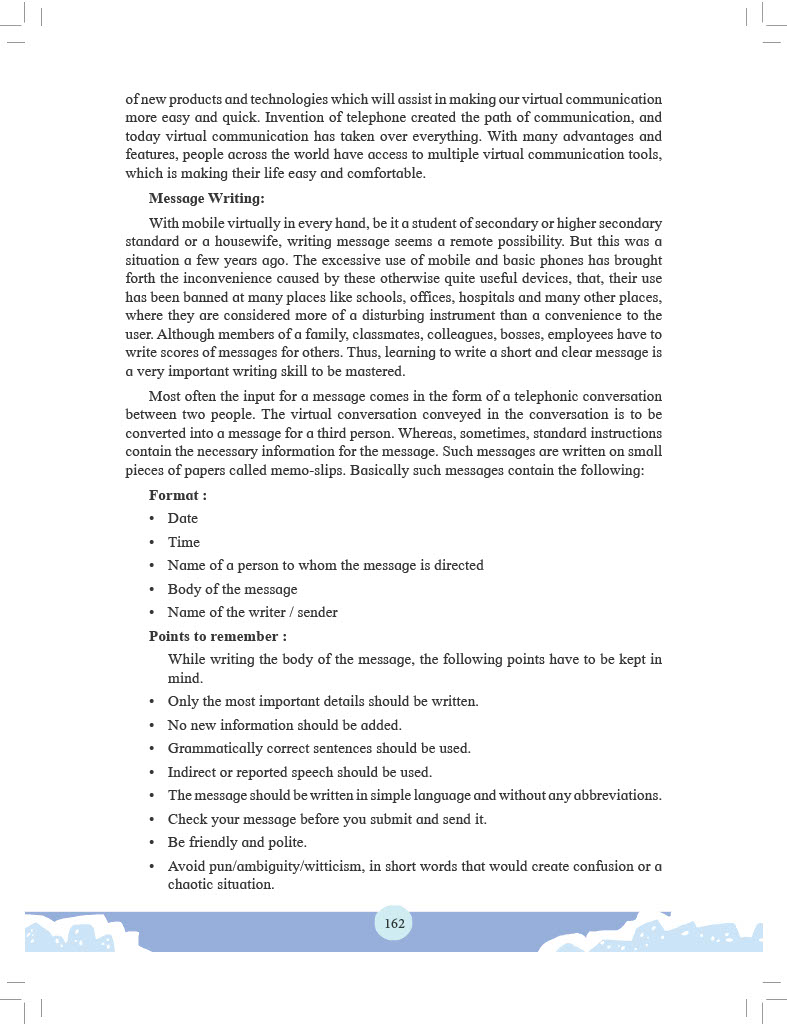 of new products and technologies which will assist in making our virtual communication
more easy and quick. Invention of telephone created the path of communication, and
today virtual communication has taken over everything. With many advantages and
features, people across the world have access to multiple virtual communication tools,
which is making their life easy and comfortable.
Message Writing:
With mobile virtually in every hand, be it a student of secondary or higher secondary
standard or a housewife, writing message seems a remote possibility. But this was a
situation a few years ago. The excessive use of mobile and basic phones has brought
forth the inconvenience caused by these otherwise quite useful devices, that, their use
has been banned at many places like schools, offices, hospitals and many other places,
where they are considered more of a disturbing instrument than a convenience to the
user. Although members of a family, classmates, colleagues, bosses, employees have to
write scores of messages for others. Thus, learning to write a short and clear message is
a very important writing skill to be mastered.
Most often the input for a message comes in the form of a telephonic conversation
between two people. The virtual conversation conveyed in the conversation is to be
converted into a message for a third person. Whereas, sometimes, standard instructions
contain the necessary information for the message. Such messages are written on small
pieces of papers called memo-slips. Basically such messages contain the following:
Format :
• Date
• Time
• Name of a person to whom the message is directed
• Body of the message
• Name of the writer / sender
Points to remember :
While writing the body of the message, the following points have to be kept in
mind.
• Only the most important details should be written.
• No new information should be added.
• Grammatically correct sentences should be used.
• Indirect or reported speech should be used.
• The message should be written in simple language and without any abbreviations.
• Check your message before you submit and send it.
• Be friendly and polite.
• Avoid pun/ambiguity/witticism, in short words that would create confusion or a
chaotic situation.
162